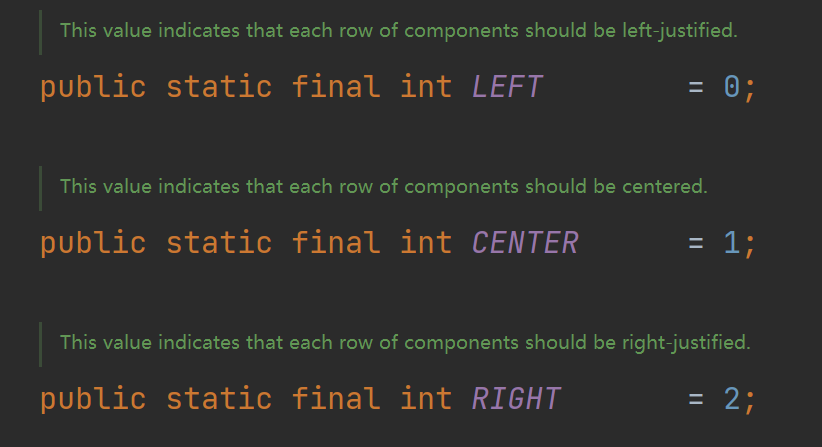 This value indicates that each row of components should be left-justified.
public static final int LEFT        = 0;
This value indicates that each row of components should be centered.
public static final int CENTER      = 1;
This value indicates that each row of components should be right-justified.
public static final int RIGHT       = 2;